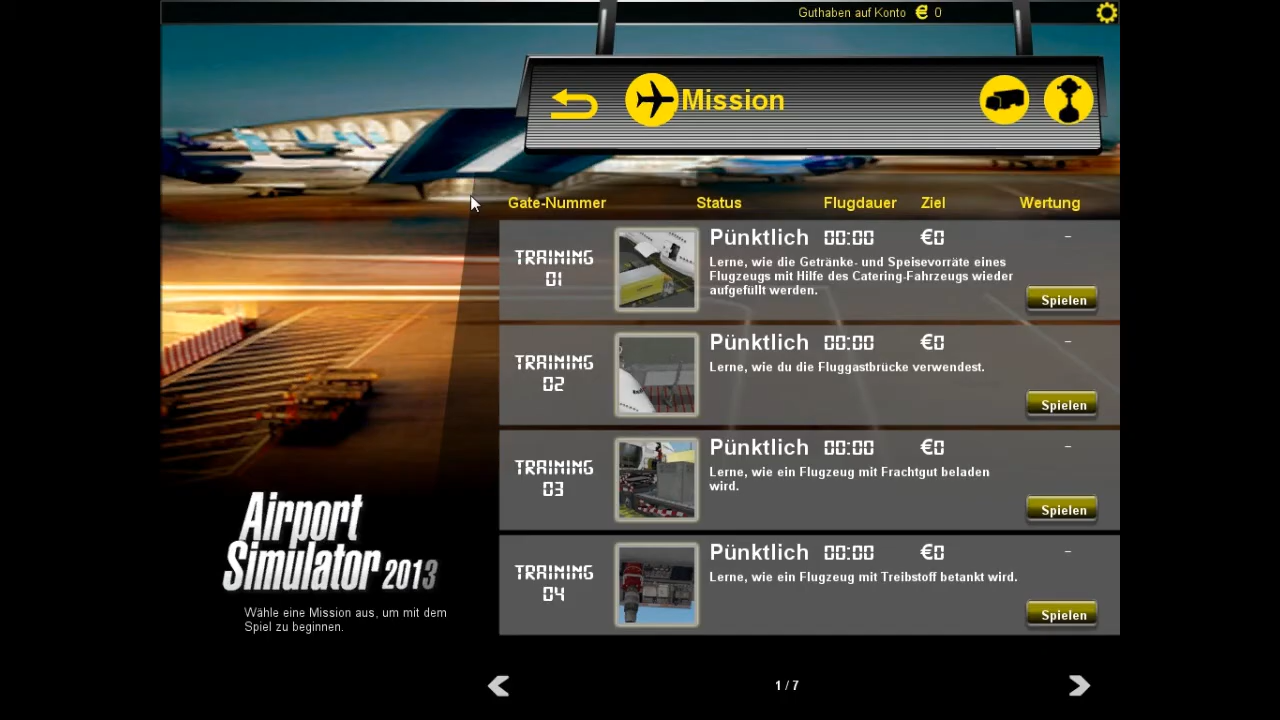 Guthaben auf Konto € 0
Mission
Gate-Nummer Status Flugdauer Ziel Wertung
TRAINING
01
Pünktlich 00:00 €0 -
Lerne, wie die Getränke- und Speisevorräte eines
Flugzeugs mit Hilfe des Catering-Fahrzeugs wieder
aufgefüllt werden.
Spielen
TRAINING
02
Pünktlich 00:00 €0 -
Lerne, wie du die Fluggastbrücke verwendest.
Spielen
TRAINING
03
Pünktlich 00:00 €0 -
Lerne, wie ein Flugzeug mit Frachtgut beladen
wird.
Spielen
TRAINING
04
Pünktlich 00:00 €0 -
Lerne, wie ein Flugzeug mit Treibstoff betankt wird.
Spielen
Airport
Simulator 2013
Wähle eine Mission aus, um mit dem
Spiel zu beginnen.
1 / 7